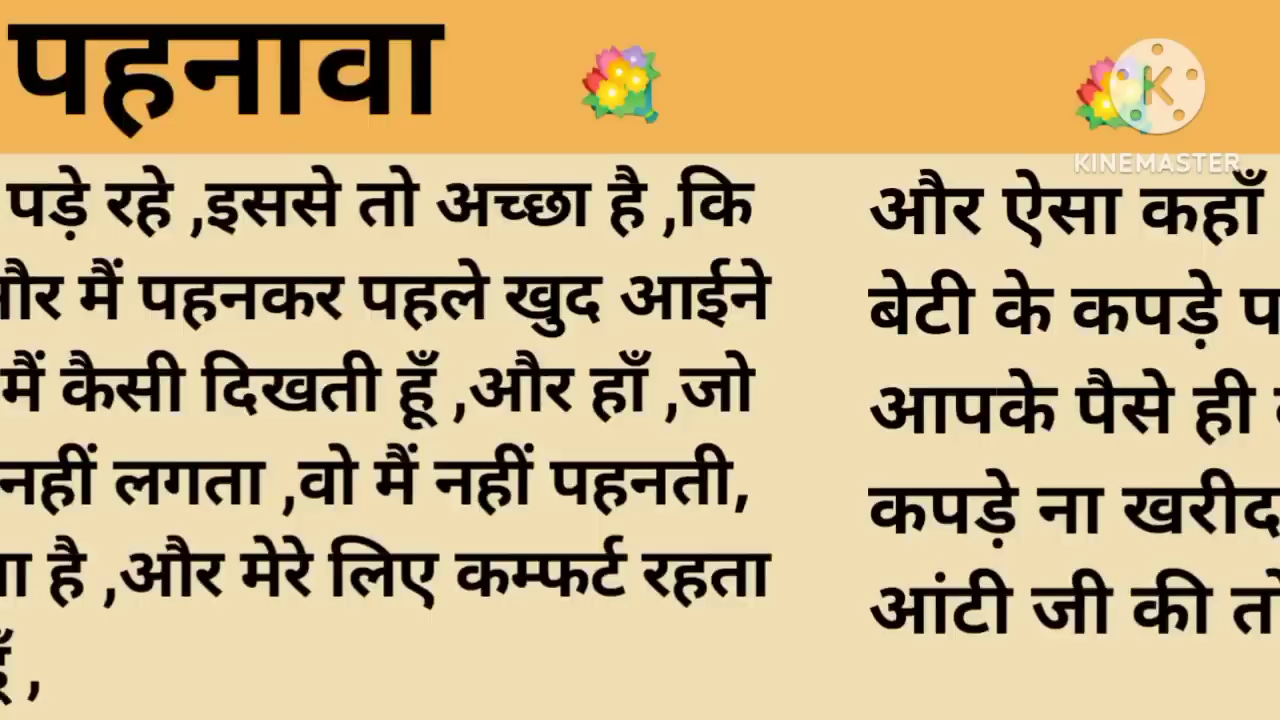 पहनावा
KINEMASTER
पड़े रहे ,इससे तो अच्छा है ,कि
और मैं पहनकर पहले खुद आईने
मैं कैसी दिखती हूँ ,और हाँ ,जो
नहीं लगता ,वो मैं नहीं पहनती,
है ,और मेरे लिए कम्फर्ट रहता
हूँ ,
और ऐसा कहाँ
बेटी के कपड़े
आपके पैसे ही
कपड़े ना खरीद
आंटी जी की